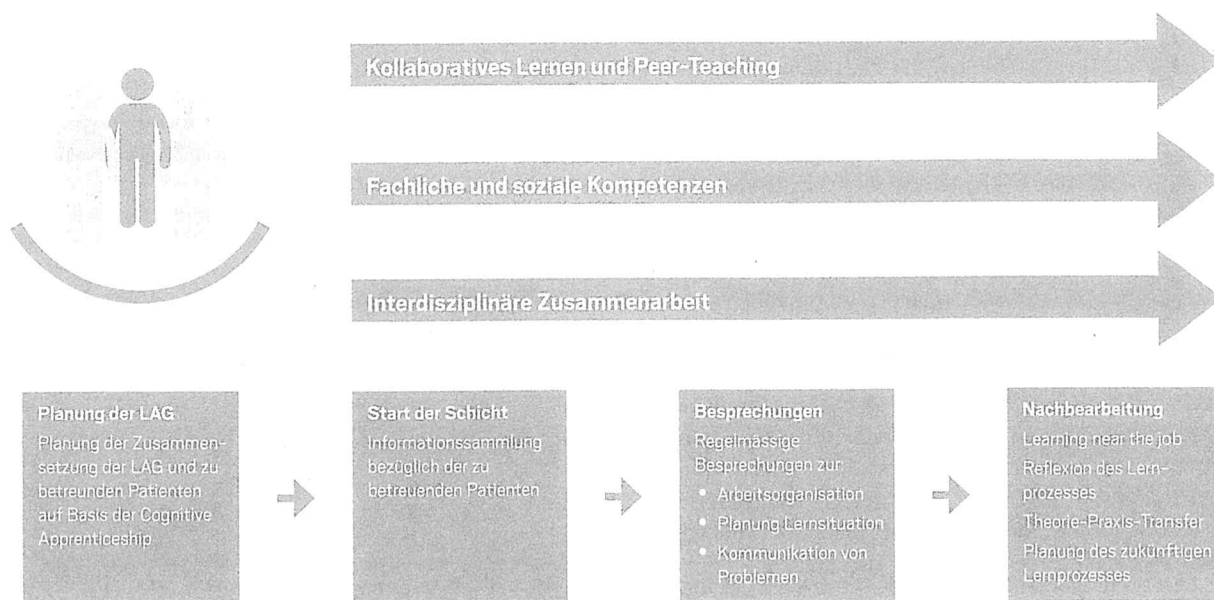 Kollaboratives Lernen und Peer-Teaching
Fachliche und soziale Kompetenzen
Interdisziplinäre Zusammenarbeit
Planung der LAG
Planung der Zusammen-
setzung der LAG und zu
betreunden Patienten
auf Basis der Cognitive
Apprenticeship
Start der Schicht
Informationssammlung
bezüglich der zu
betreuenden Patienten
Besprechungen
Regelmässige
Besprechungen zur:
• Arbeitsorganisation
• Planung Lernsituation
• Kommunikation von
Problemen
Nachbearbeitung
Learning near the job
Reflexion des Lern-
prozesses
Theorie-Praxis-Transfer
Planung des zukünftigen
Lernprozesses